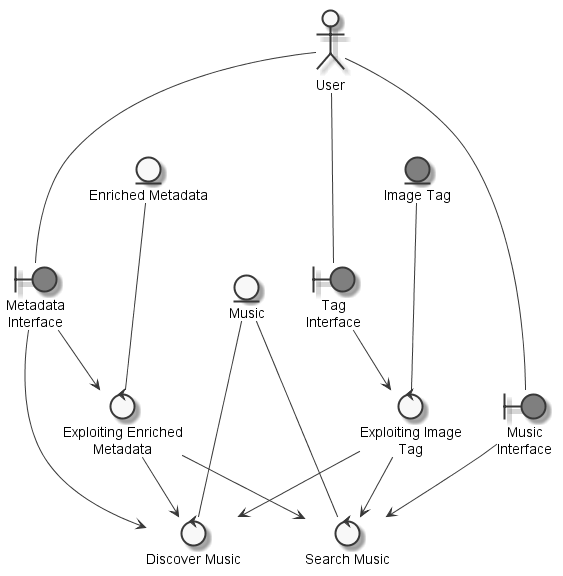 User
Enriched Metadata
Image Tag
Metadata
Interface
Music
Tag
Interface
Exploiting Enriched
Metadata
Exploiting Image
Tag
Music
Interface
Discover Music
Search Music